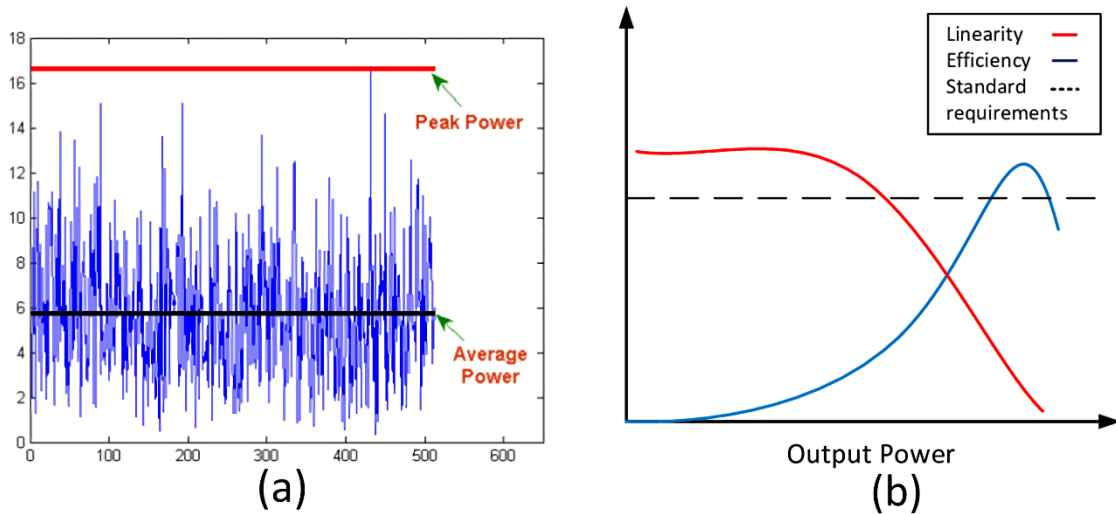 18
16
14
12
10
8
6
4
2
0
0 100 200 300 400 500 600
Peak Power
Average
Power
(a)
Linearity
Efficiency
Standard
requirements
Output Power
(b)